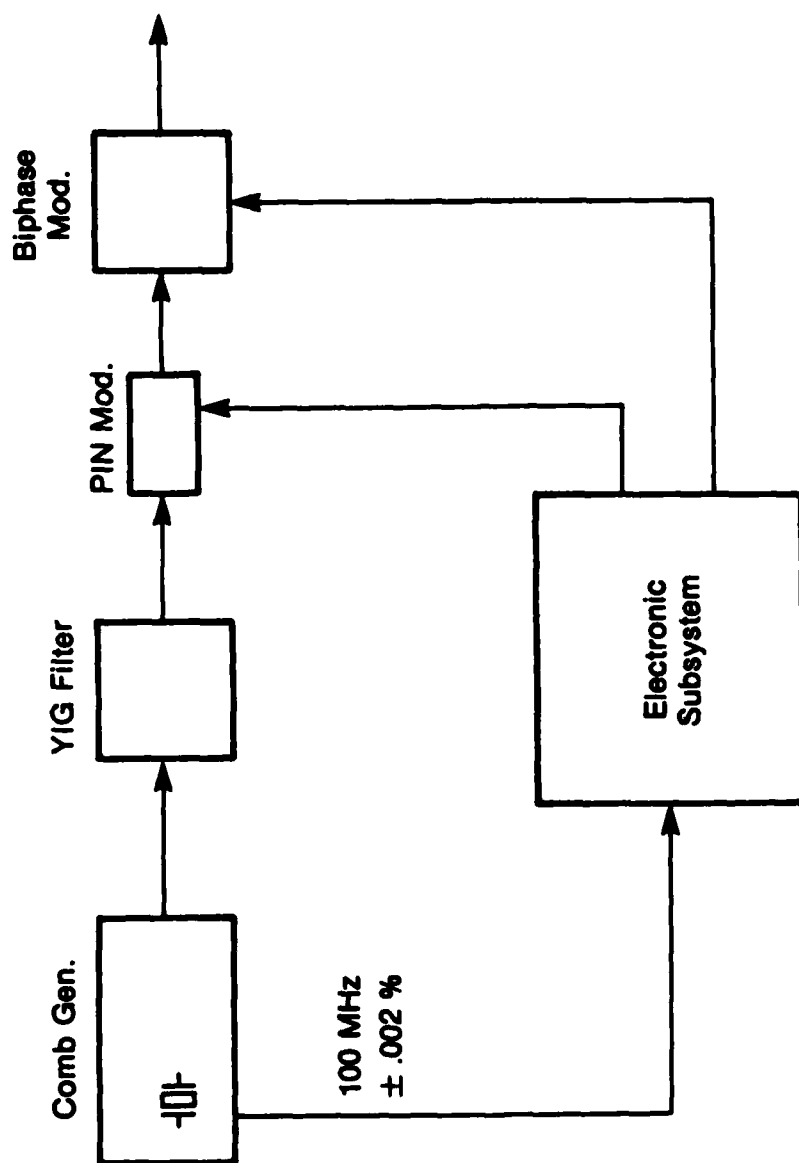 Comb Gen.
YIG Filter
PIN Mod.
Biphase
Mod.
100 MHz
± .002 %
Electronic
Subsystem